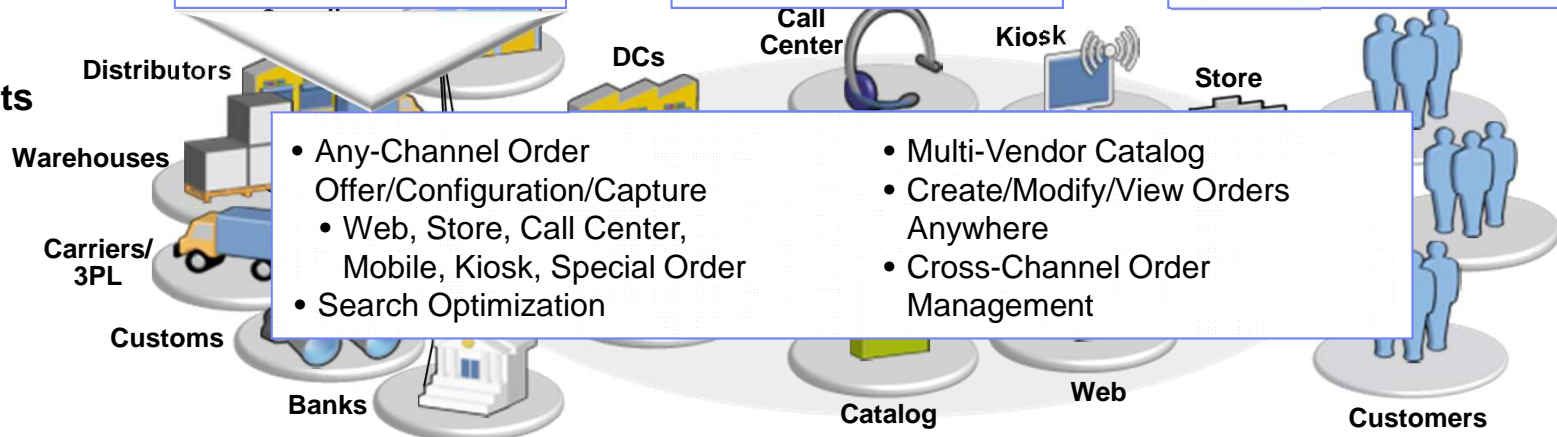 Call
Center
Kiosk
DCs
Distributors
Store
ts
Warehouses
• Any-Channel Order
Offer/Configuration/Capture
• Web, Store, Call Center,
Mobile, Kiosk, Special Order
• Search Optimization
• Multi-Vendor Catalog
• Create/Modify/View Orders
Anywhere
• Cross-Channel Order
Management
Carriers/
3PL
Customs
Banks
Catalog
Web
Customers